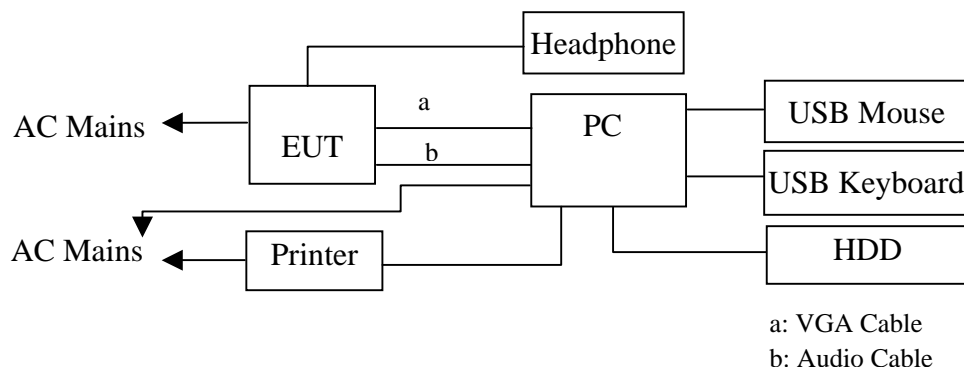 Headphone
a
AC Mains
EUT
PC
USB Mouse
b
USB Keyboard
AC Mains
Printer
HDD
a: VGA Cable
b: Audio Cable